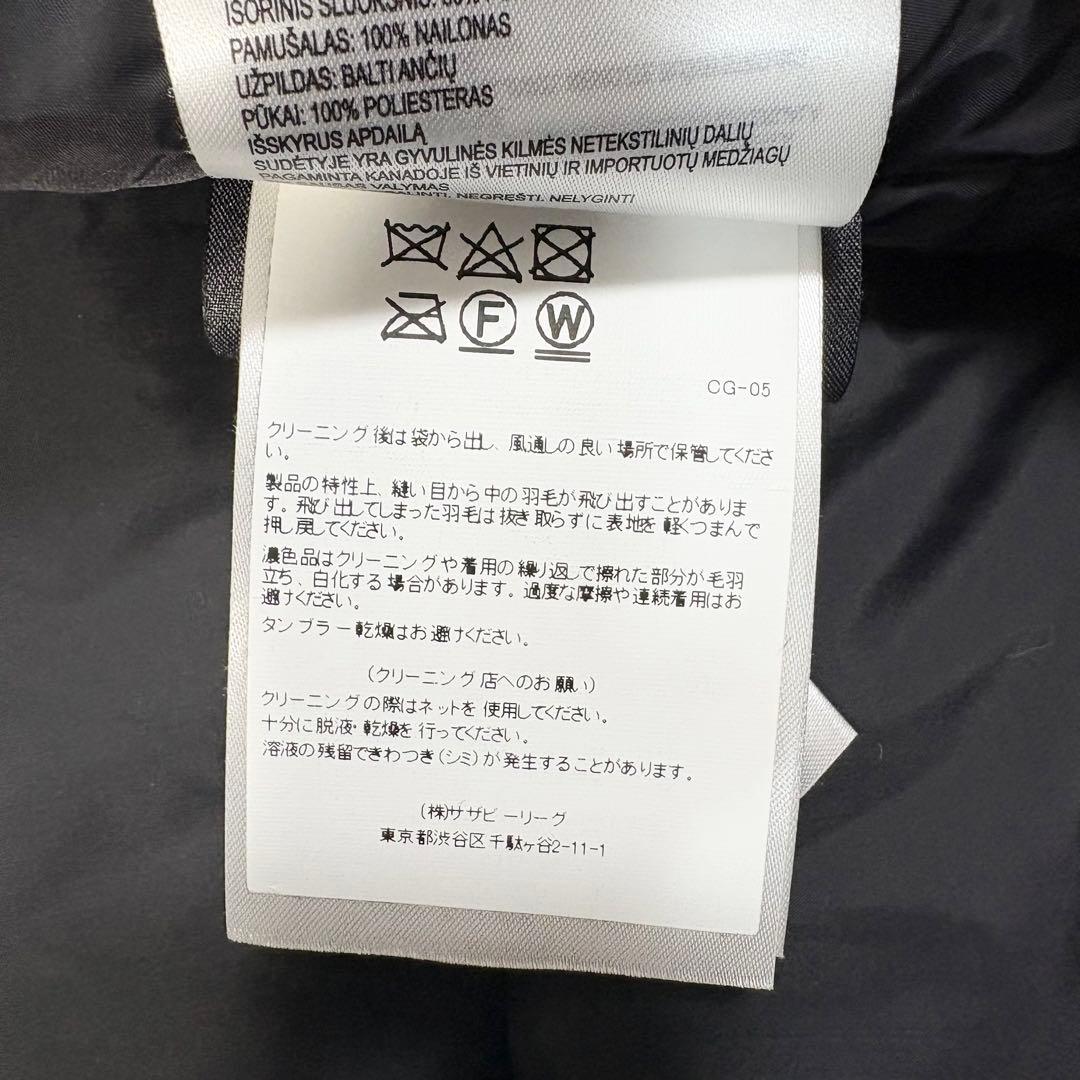 IŠORINIS SLUOKSNIS:
PAMUŠALAS: 100% NAILONAS
UŽPILDAS: BALTI ANČIŲ
PŪKAI: 100% POLIESTERAS
IŠSKYRUS APDAILĄ
SUDĖTYJE YRA GYVULINĖS KILMĖS NETEKSTILINIŲ DALIŲ
PAGAMINTA KANADOJE IŠ VIETINIŲ IR IMPORTUOTŲ MEDŽIAGŲ
VALYMAS
NEGRĘŠTI, NELYGINTI
F W
CG-05
クリーニング後は袋から出し、風通しの良い場所で保管してくださ
い。
製品の特性上、縫い目から中の羽毛が飛び出すことがありま
す。飛び出してしまった羽毛は抜き取らずに表地を軽くつまんで
押し戻してください。
濃色品はクリーニングや着用の繰り返しで擦れた部分が毛羽
立ち、白化する場合があります。過度な摩擦や連続着用はお
避けください。
タンブラー乾燥はお避けください。
(クリーニング店へのお願い)
クリーニングの際はネットを使用してください。
十分に脱液・乾燥を行ってください。
溶液の残留できわつき(シミ)が発生することがあります。
(株)サザビーリーグ
東京都渋谷区千駄ヶ谷2-11-1